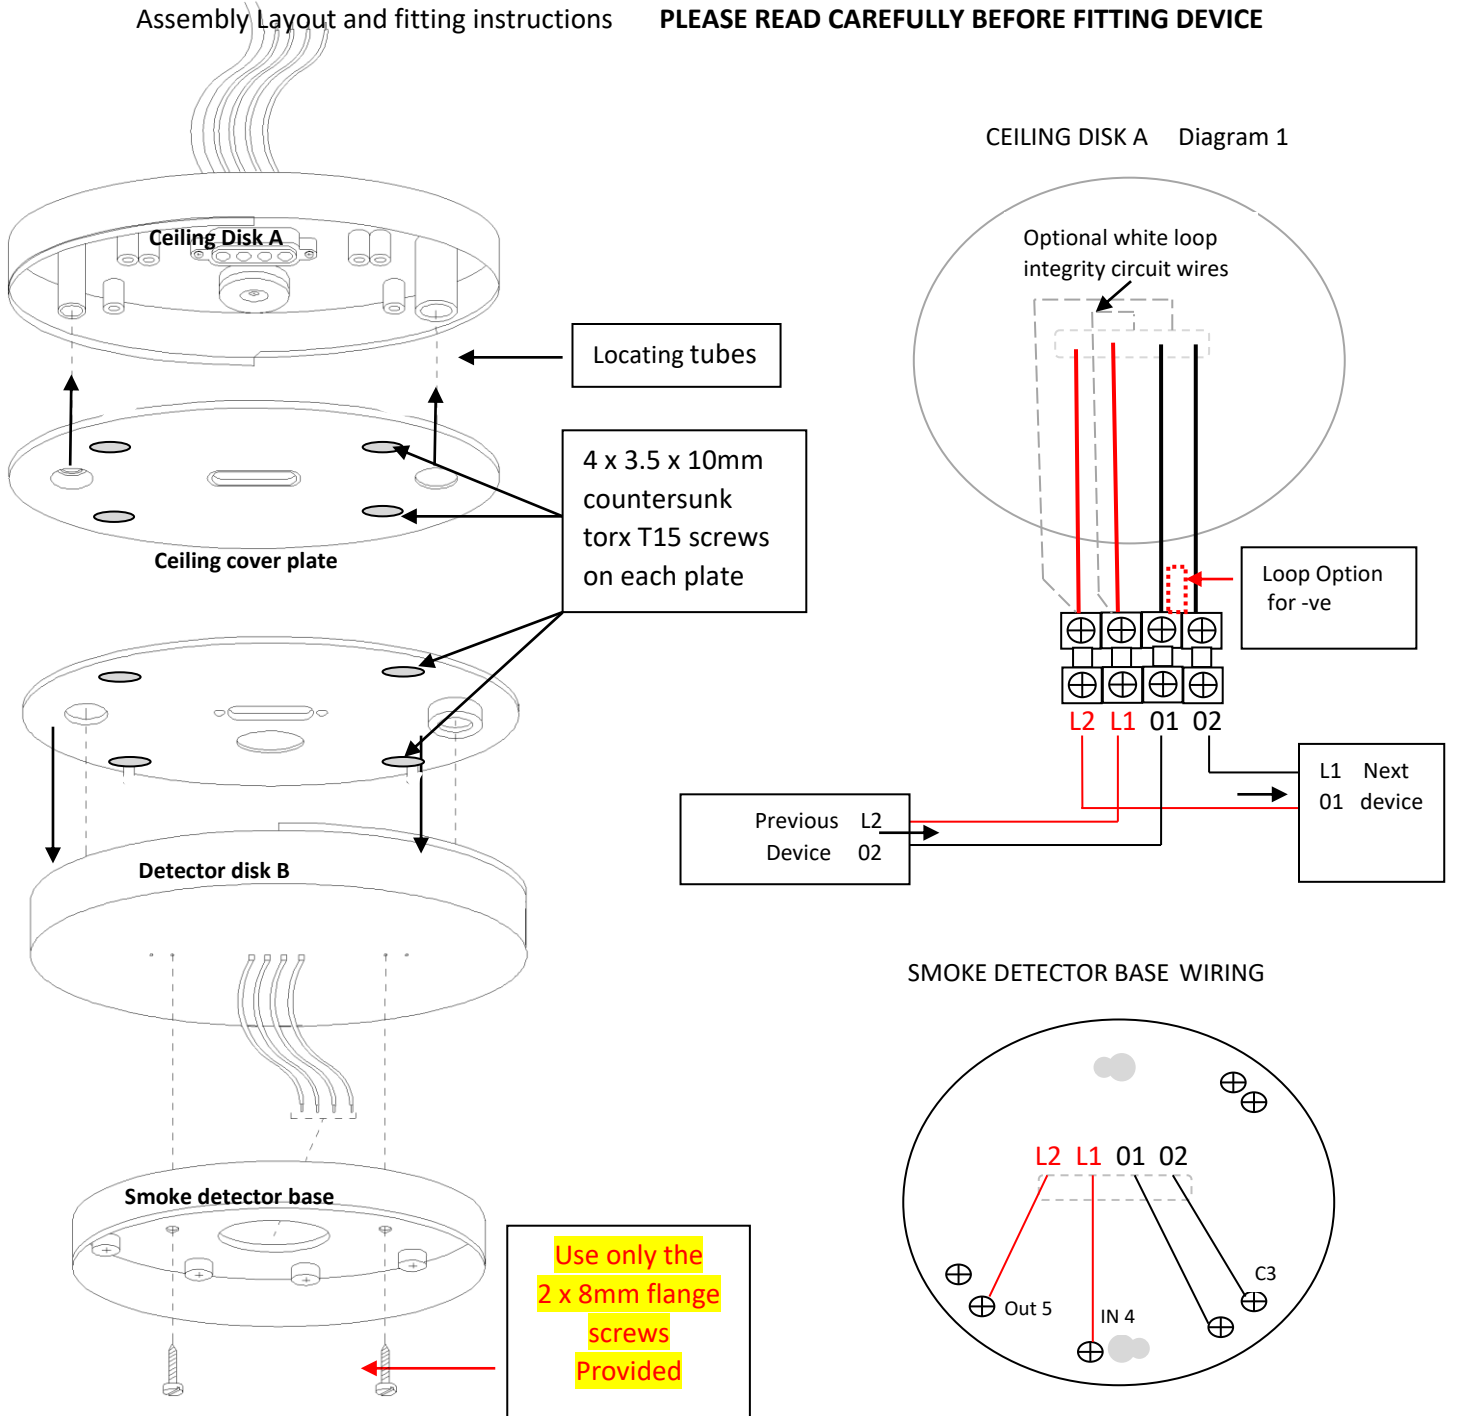 Assembly Layout and fitting instructions PLEASE READ CAREFULLY BEFORE FITTING DEVICE
Ceiling Disk A
Locating tubes
4 x 3.5 x 10mm
countersunk
torx T15 screws
on each plate
Ceiling cover plate
Detector disk B
Smoke detector base
Use only the
2 x 8mm flange
screws
Provided
CEILING DISK A Diagram 1
Optional white loop
integrity circuit wires
Loop Option
for -ve
L2 L1 01 02
L1 Next
01 device
Previous L2
Device 02
SMOKE DETECTOR BASE WIRING
L2 L1 01 02
C3
Out 5
IN 4